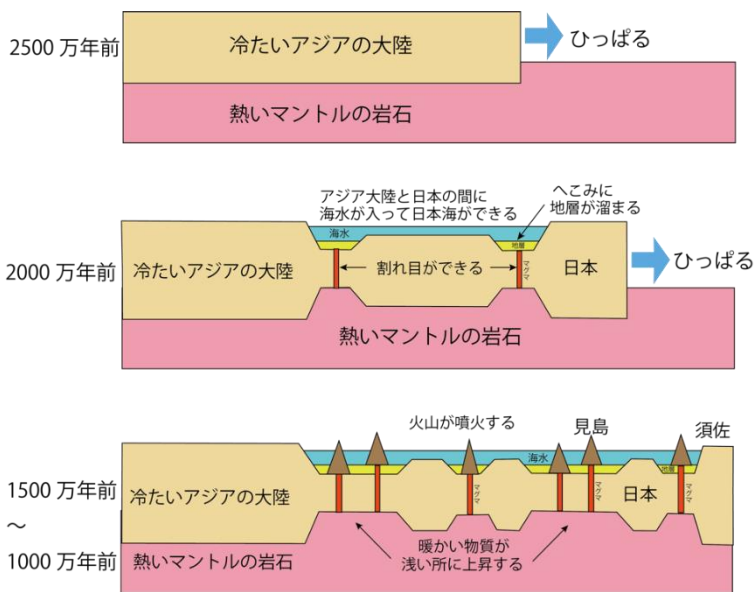 2500 万年前
冷たいアジアの大陸
ひっぱる
熱いマントルの岩石
アジア大陸と日本の間に
海水が入って日本海ができる
へこみに
地層が溜まる
海水
地層
2000 万年前
冷たいアジアの大陸
割れ目ができる
マグマ
日本
ひっぱる
熱いマントルの岩石
火山が噴火する
見島
須佐
海水
地層
1500 万年前
～
1000 万年前
冷たいアジアの大陸
マグマ
マグマ
日本
マグマ
暖かい物質が
浅い所に上昇する
熱いマントルの岩石